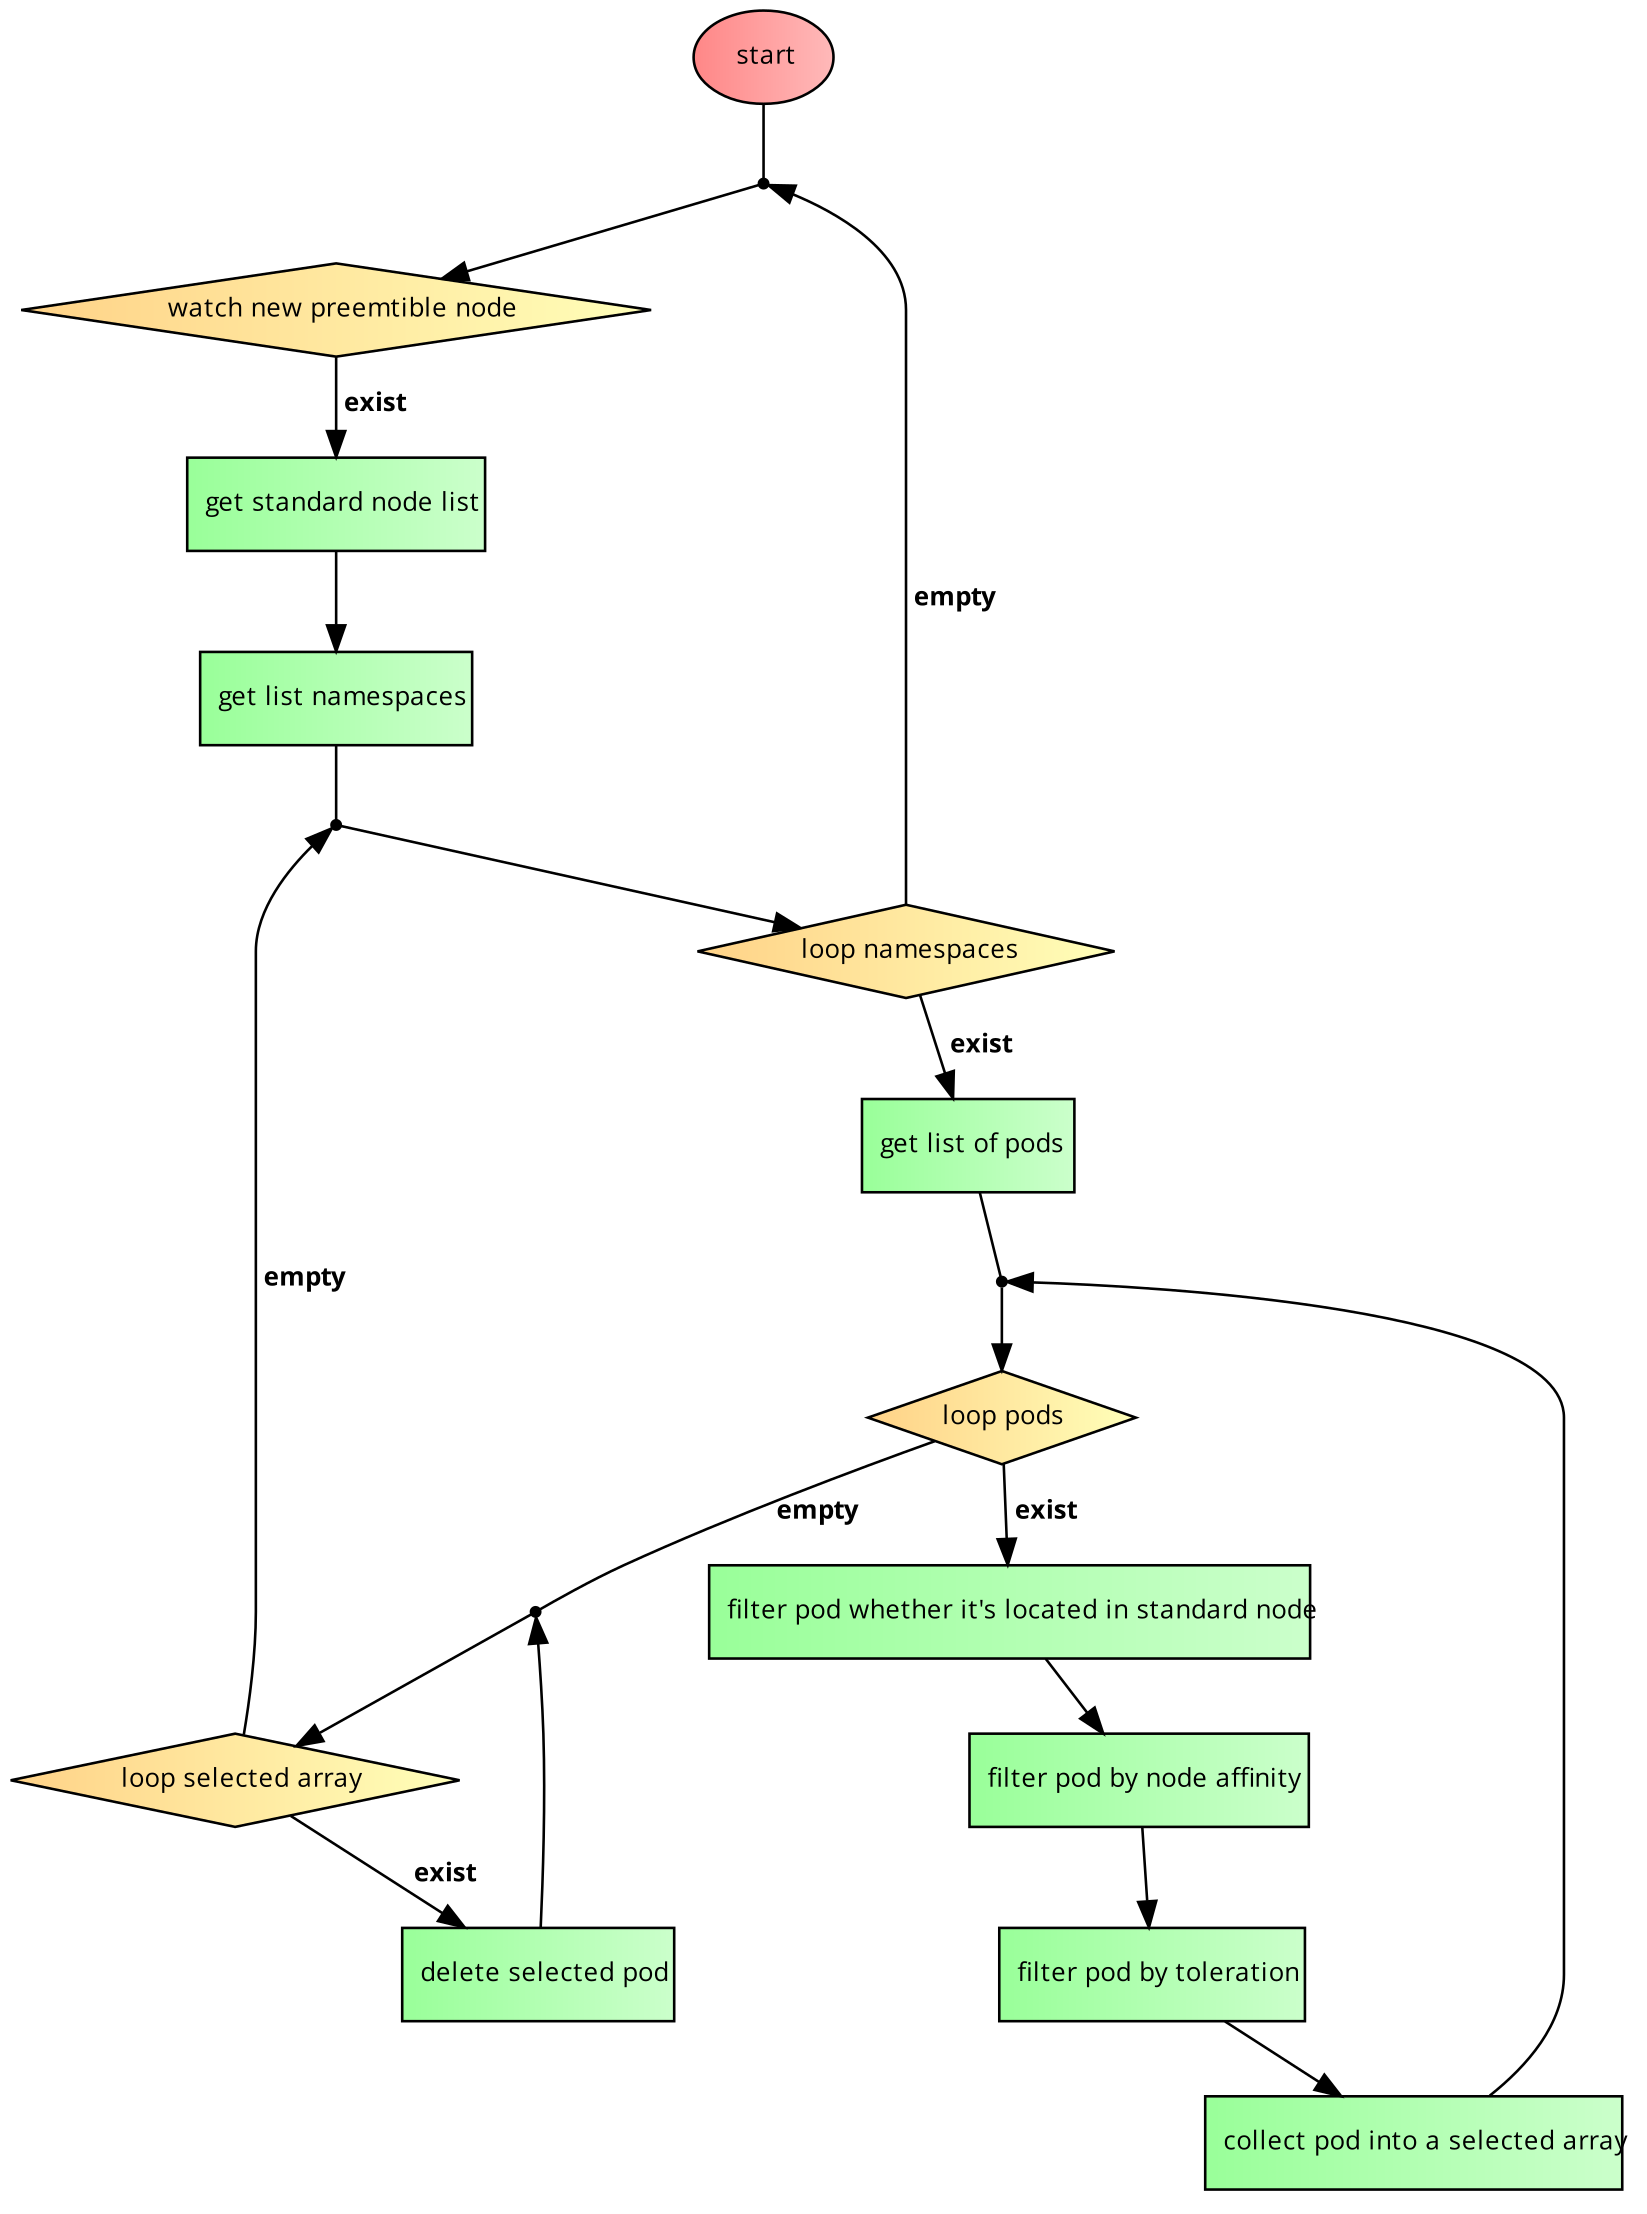 start
watch new preemtible node
exist
get standard node list
empty
get list namespaces
loop namespaces
exist
get list of pods
empty
loop pods
empty
exist
filter pod whether it's located in standard node
loop selected array
filter pod by node affinity
exist
delete selected pod
filter pod by toleration
collect pod into a selected array